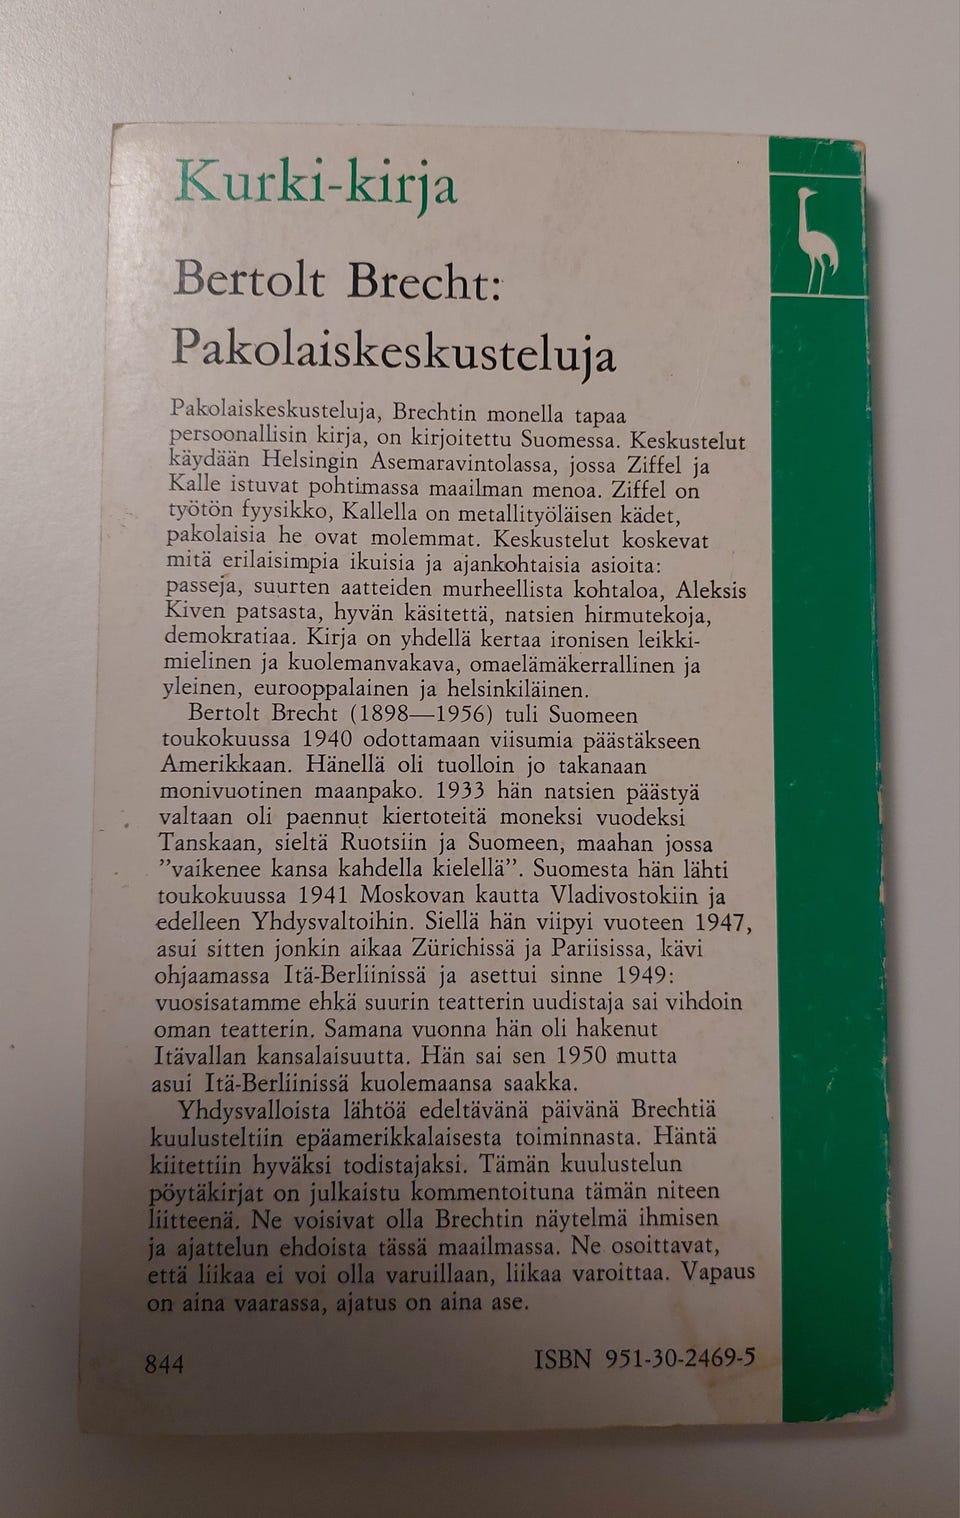 Kurki-kirja
Bertolt Brecht:
Pakolaiskeskusteluja
Pakolaiskeskusteluja, Brechtin monella tapaa
persoonallisin kirja, on kirjoitettu Suomessa. Keskustelut
käydään Helsingin Asemaravintolassa, jossa Ziffel ja
Kalle istuvat pohtimassa maailman menoa. Ziffel on
työtön fyysikko, Kallella on metallityöläisen kädet,
pakolaisia he ovat molemmat. Keskustelut koskevat
mitä erilaisimpia ikuisia ja ajankohtaisia asioita:
passeja, suurten aatteiden murheellista kohtaloa, Aleksis
Kiven patsasta, hyvän käsitettä, natsien hirmutekoja,
demokratiaa. Kirja on yhdellä kertaa ironisen leikki-
mielinen ja kuolemanvakava, omaelämäkerrallinen ja
yleinen, eurooppalainen ja helsinkiläinen.
Bertolt Brecht (1898—1956) tuli Suomeen
toukokuussa 1940 odottamaan viisumia päästäkseen
Amerikkaan. Hänellä oli tuolloin jo takanaan
monivuotinen maanpako. 1933 hän natsien päästyä
valtaan oli paennut kiertoteitä moneksi vuodeksi
Tanskaan, sieltä Ruotsiin ja Suomeen, maahan jossa
”vaikenee kansa kahdella kielellä”. Suomesta hän lähti
toukokuussa 1941 Moskovan kautta Vladivostokiin ja
edelleen Yhdysvaltoihin. Siellä hän viipyi vuoteen 1947,
asui sitten jonkin aikaa Zürichissä ja Pariisissa, kävi
ohjaamassa Itä-Berliinissä ja asettui sinne 1949:
vuosisatamme ehkä suurin teatterin uudistaja sai vihdoin
oman teatterin. Samana vuonna hän oli hakenut
Itävallan kansalaisuutta. Hän sai sen 1950 mutta
asui Itä-Berliinissä kuolemaansa saakka.
Yhdysvalloista lähtöä edeltävänä päivänä Brechtiä
kuulusteltiin epäamerikkalaisesta toiminnasta. Häntä
kiitettiin hyväksi todistajaksi. Tämän kuulustelun
pöytäkirjat on julkaistu kommentoituna tämän niteen
liitteenä. Ne voisivat olla Brechtin näytelmä ihmisen
ja ajattelun ehdoista tässä maailmassa. Ne osoittavat,
että liikaa ei voi olla varuillaan, liikaa varoittaa. Vapaus
on aina vaarassa, ajatus on aina ase.
844
ISBN 951-30-2469-5